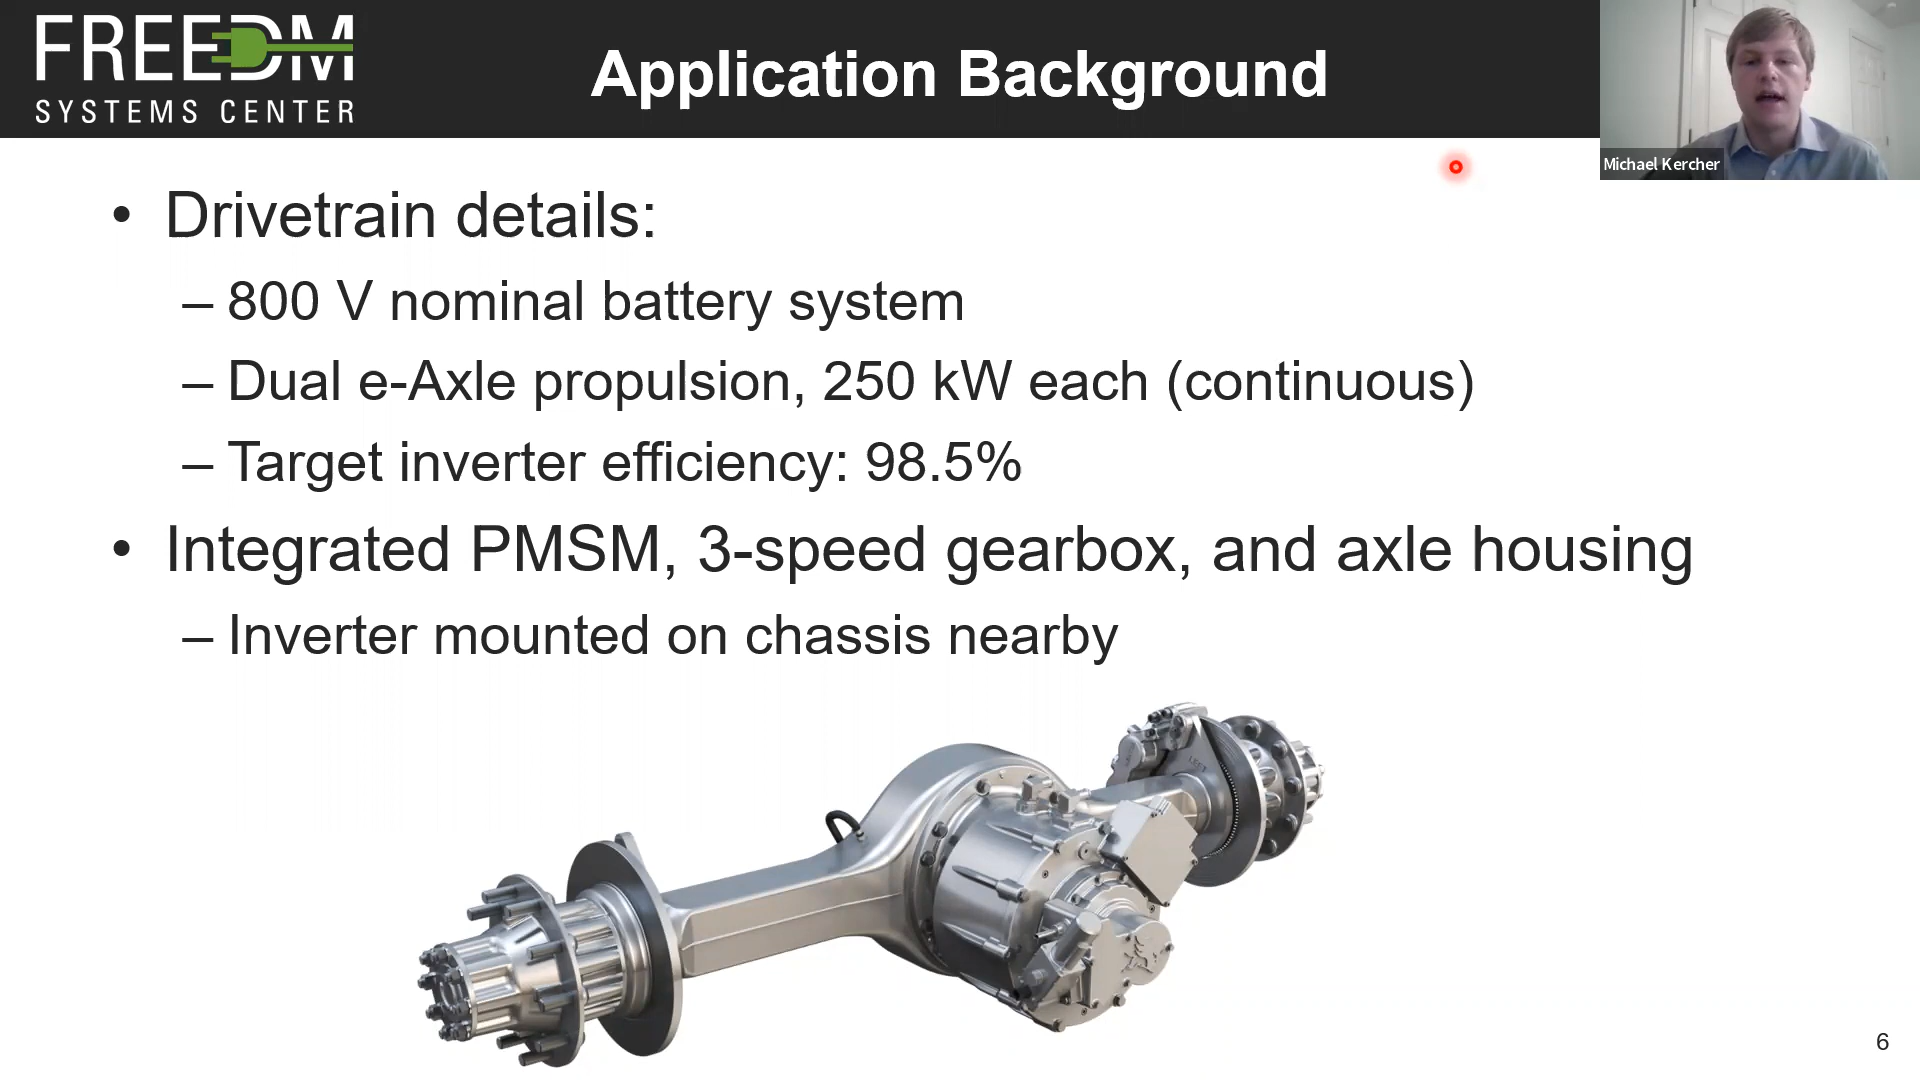 FREEDM
SYSTEMS CENTER
Application Background
Michael Kercher
• Drivetrain details:
– 800 V nominal battery system
– Dual e-Axle propulsion, 250 kW each (continuous)
– Target inverter efficiency: 98.5%
• Integrated PMSM, 3-speed gearbox, and axle housing
– Inverter mounted on chassis nearby
6